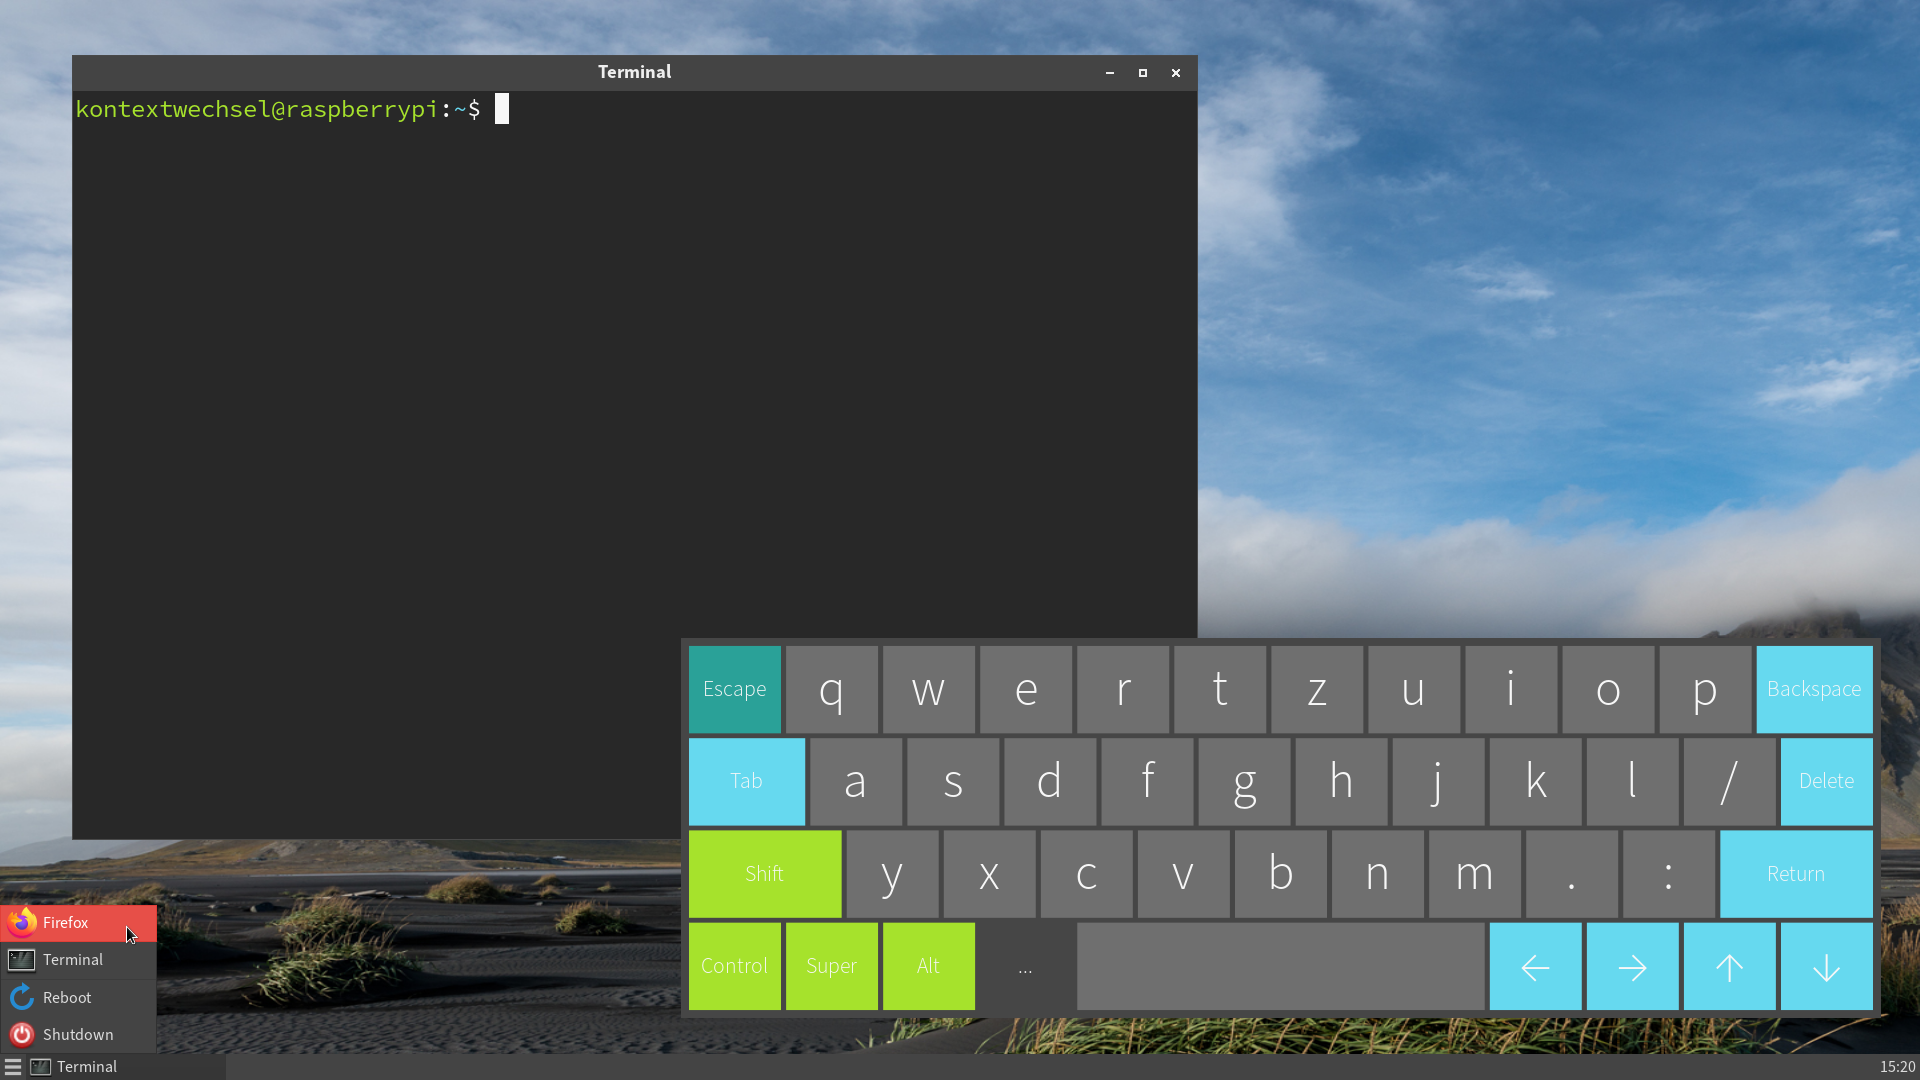 Terminal
kontextwechsel@raspberrypi:~$
Escape q w e r t z u i o p Backspace
Tab a s d f g h j k l / Delete
Shift y x c v b n m . : Return
Control Super Alt ... ← → ↑ ↓
Firefox
Terminal
Reboot
Shutdown
Terminal 15:20